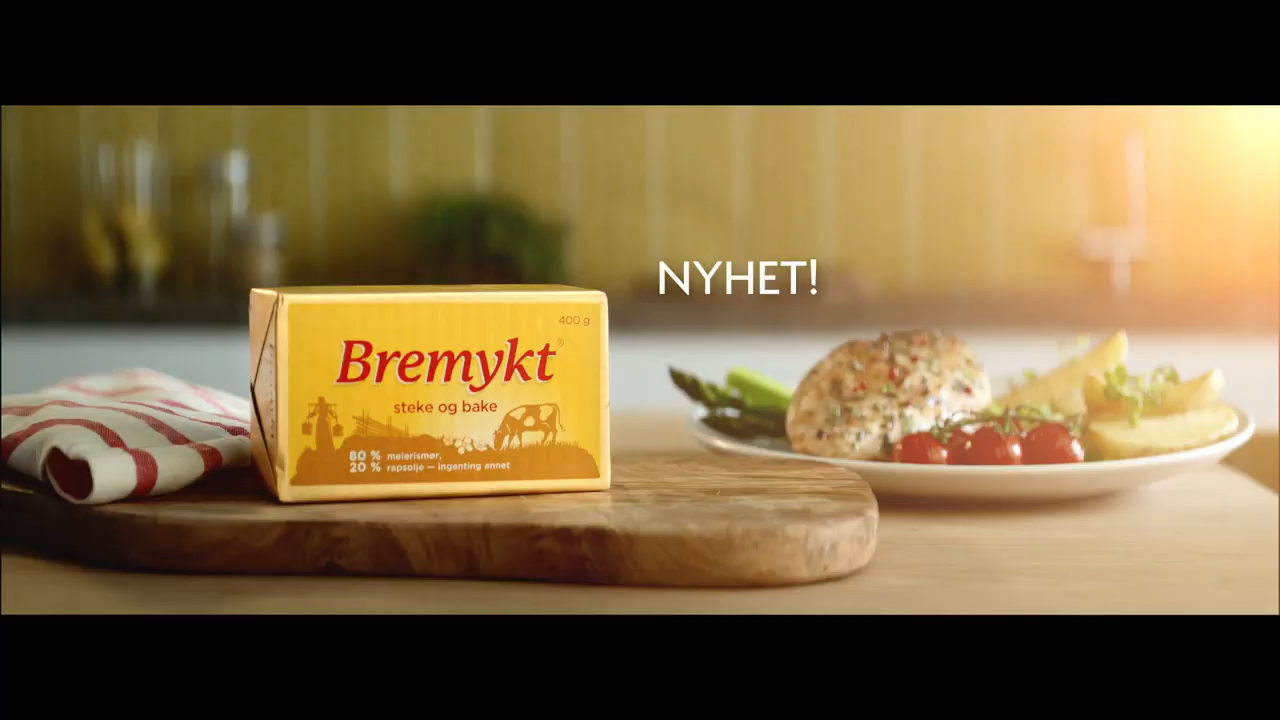 NYHET!
400 g
Bremykt®
steke og bake
80 % meierismør,
20 % rapsolje — ingenting annet